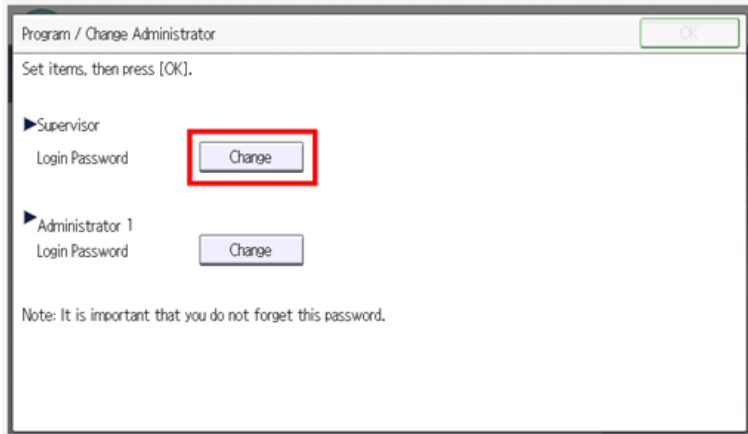 Program / Change Administrator
OK
Set items, then press [OK].
▶Supervisor
Login Password Change
▶Administrator 1
Login Password Change
Note: It is important that you do not forget this password.